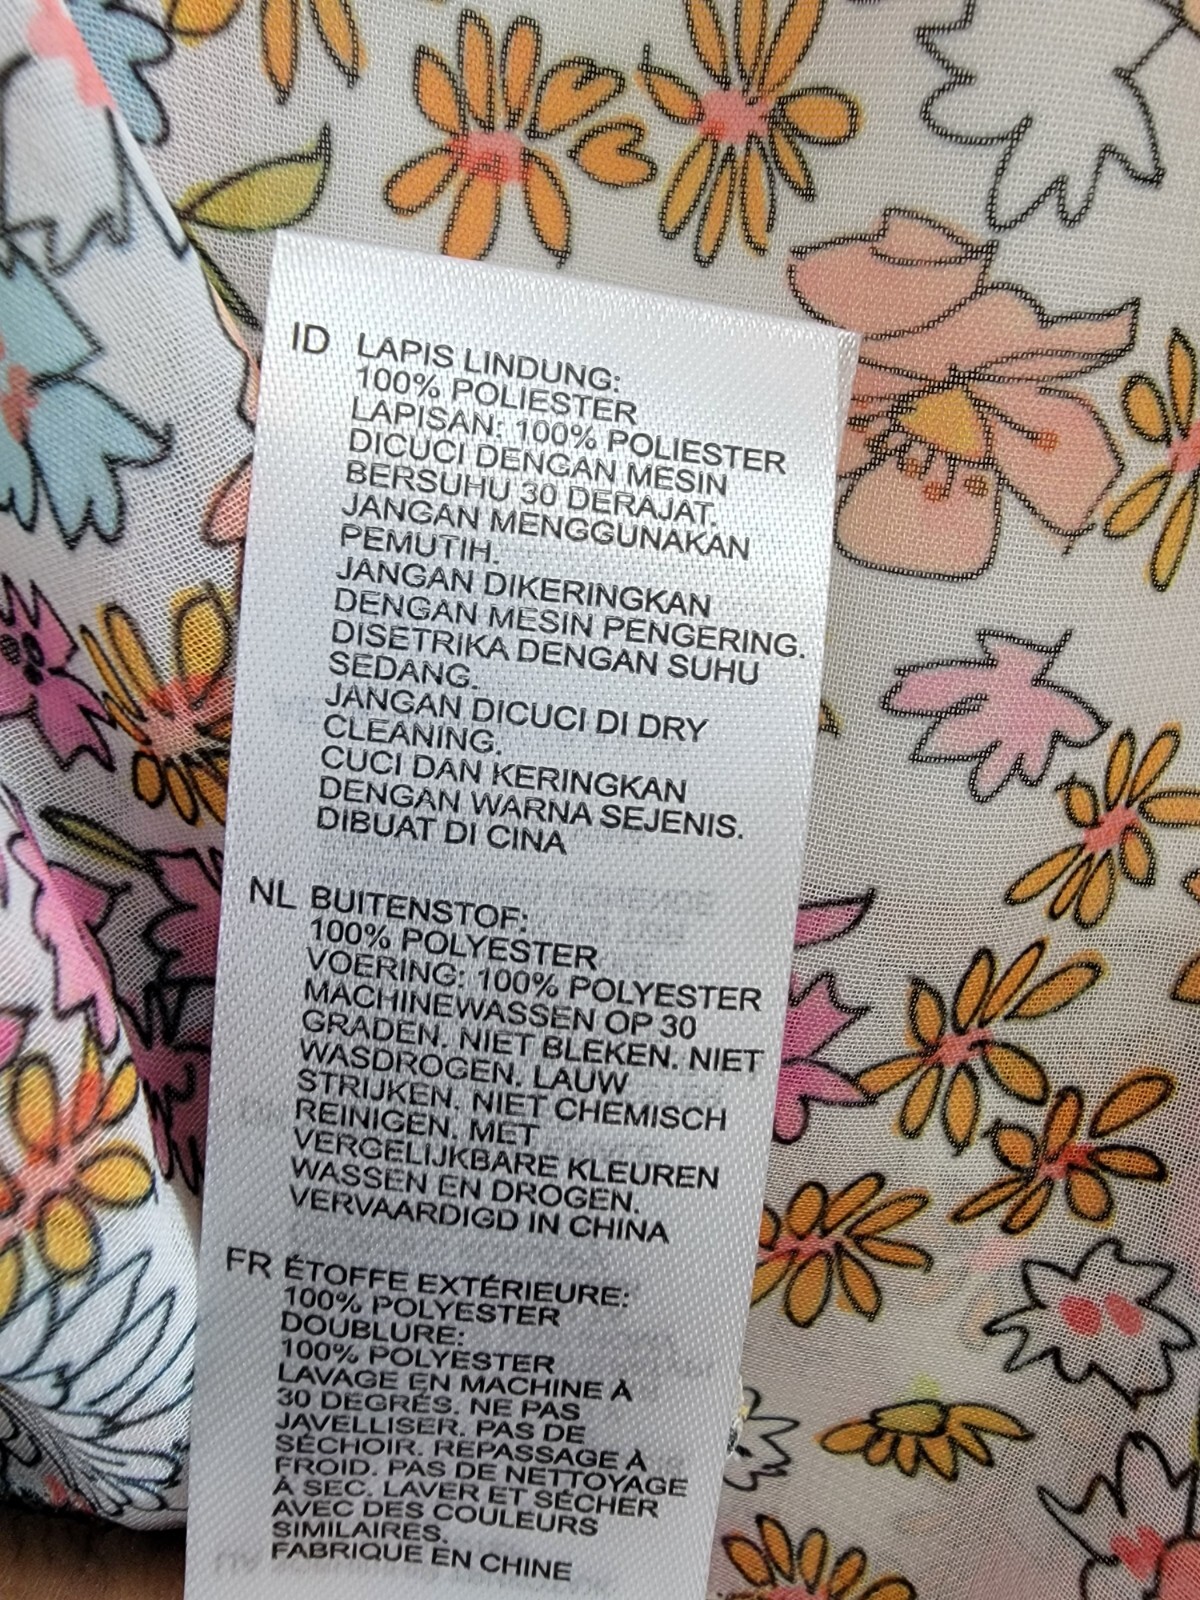 ID LAPIS LINDUNG:
100% POLIESTER
LAPISAN: 100% POLIESTER
DICUCI DENGAN MESIN
BERSUHU 30 DERAJAT.
JANGAN MENGGUNAKAN
PEMUTIH.
JANGAN DIKERINGKAN
DENGAN MESIN PENGERING.
DISETRIKA DENGAN SUHU
SEDANG.
JANGAN DICUCI DI DRY
CLEANING.
CUCI DAN KERINGKAN
DENGAN WARNA SEJENIS.
DIBUAT DI CINA
NL BUITENSTOF:
100% POLYESTER
VOERING: 100% POLYESTER
MACHINEWASSEN OP 30
GRADEN. NIET BLEKEN. NIET
WASDROGEN. LAUW
STRIJKEN. NIET CHEMISCH
REINIGEN. MET
VERGELIJKBARE KLEUREN
WASSEN EN DROGEN.
VERVAARDIGD IN CHINA
FR ÉTOFFE EXTÉRIEURE:
100% POLYESTER
DOUBLURE:
100% POLYESTER
LAVAGE EN MACHINE À
30 DEGRÉS. NE PAS
JAVELLISER. PAS DE
SÉCHOIR. REPASSAGE À
FROID. PAS DE NETTOYAGE
À SEC. LAVER ET SÉCHER
AVEC DES COULEURS
SIMILAIRES.
FABRIQUE EN CHINE